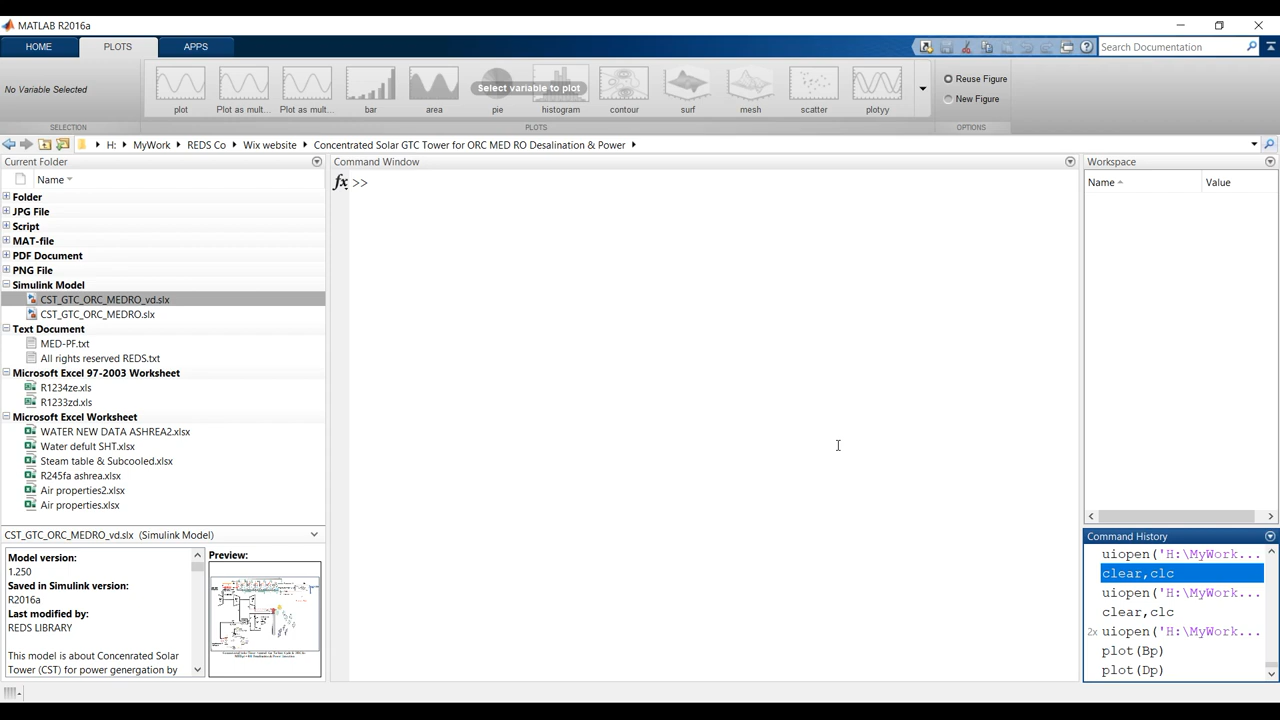 MATLAB R2016a
HOME
PLOTS
APPS
Search Documentation
No Variable Selected
plot
Plot as mult...
Plot as mult...
bar
area
pie
Select variable to plot
histogram
contour
surf
mesh
scatter
plotyy
Reuse Figure
New Figure
SELECTION
PLOTS
OPTIONS
H: MyWork REDS Co Wix website Concentrated Solar GTC Tower for ORC MED RO Desalination & Power
Current Folder
Name
Folder
JPG File
Script
MAT-file
PDF Document
PNG File
Simulink Model
CST_GTC_ORC_MEDRO_vd.slx
CST_GTC_ORC_MEDRO.slx
Text Document
MED-PF.txt
All rights reserved REDS.txt
Microsoft Excel 97-2003 Worksheet
R1234ze.xls
R1233zd.xls
Microsoft Excel Worksheet
WATER NEW DATA ASHREA2.xlsx
Water defult SHT.xlsx
Steam table & Subcooled.xlsx
R245fa ashrea.xlsx
Air properties2.xlsx
Air properties.xlsx
CST_GTC_ORC_MEDRO_vd.slx (Simulink Model)
Model version:
1.250
Saved in Simulink version:
R2016a
Last modified by:
REDS LIBRARY
This model is about Concenrated Solar
Tower (CST) for power genergation by
Preview:
Command Window
fx >>
Workspace
Name
Value
Command History
uiopen('H:\MyWork...
clear,clc
uiopen('H:\MyWork...
clear,clc
2x uiopen('H:\MyWork...
plot(Bp)
plot(Dp)